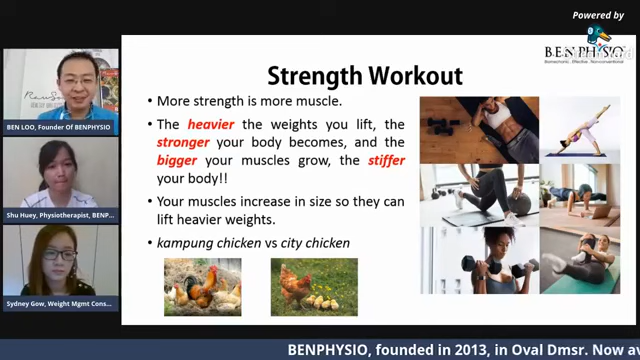 Powered by
BENPHYSIO
Biomechanic. Effective. Nonconventional
Strength Workout
• More strength is more muscle.
• The heavier the weights you lift, the
stronger your body becomes, and the
bigger your muscles grow, the stiffer
your body!!
• Your muscles increase in size so they can
lift heavier weights.
• kampung chicken vs city chicken
BEN LOO, Founder Of BENPHYSIO
Shu Huey, Physiotherapist, BENP...
Sydney Gow, Weight Mgmt Cons...
BENPHYSIO, founded in 2013, in Oval Dmsr. Now av